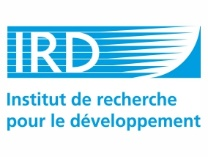 IRD
Institut de recherche
pour le développement